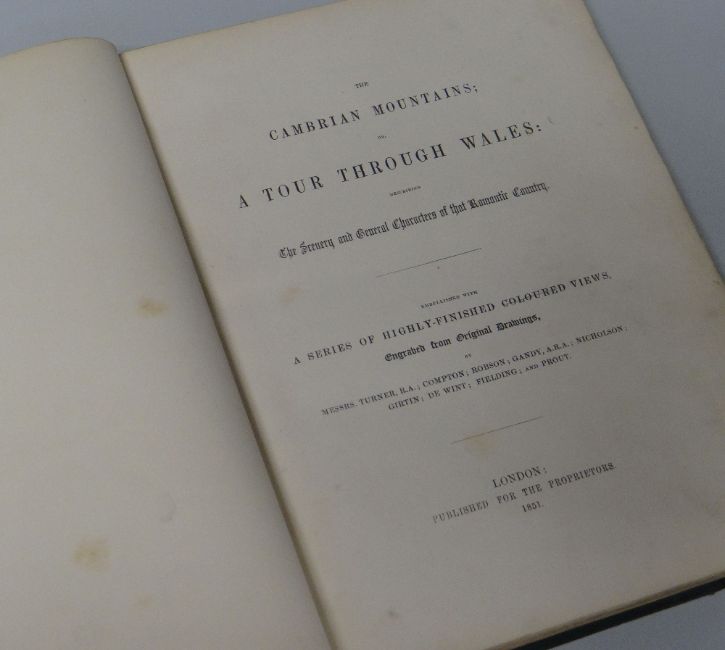 THE
CAMBRIAN MOUNTAINS;
OR,
A TOUR THROUGH WALES:
DESCRIBING
The Scenery and General Characters of that Romantic Country.
EMBELLISHED WITH
A SERIES OF HIGHLY-FINISHED COLOURED VIEWS,
Engraved from Original Drawings,
BY
MESSRS. TURNER, R.A.; COMPTON; ROBSON; GANDY, A.R.A.; NICHOLSON;
GIRTIN; DE WINT; FIELDING; AND PROUT.
LONDON:
PUBLISHED FOR THE PROPRIETORS.
1851.